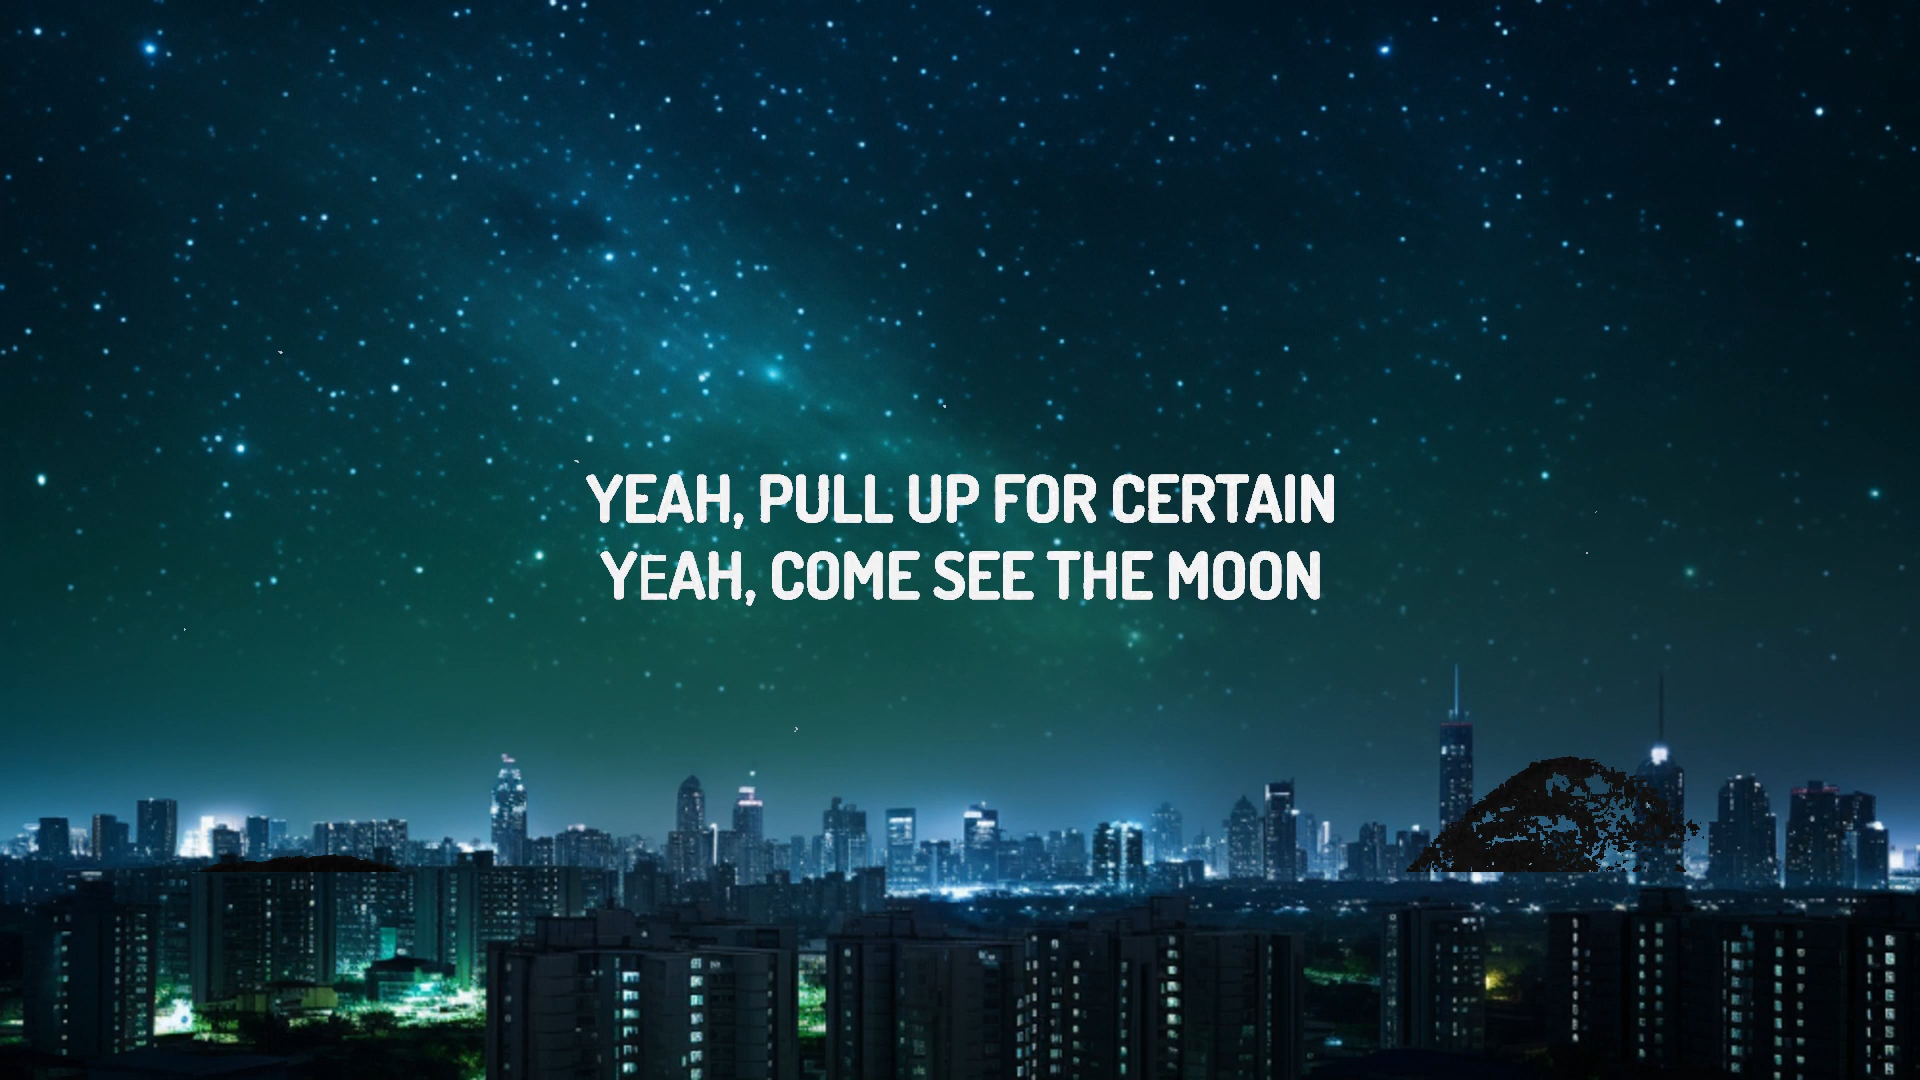 YEAH, PULL UP FOR CERTAIN
YEAH, COME SEE THE MOON